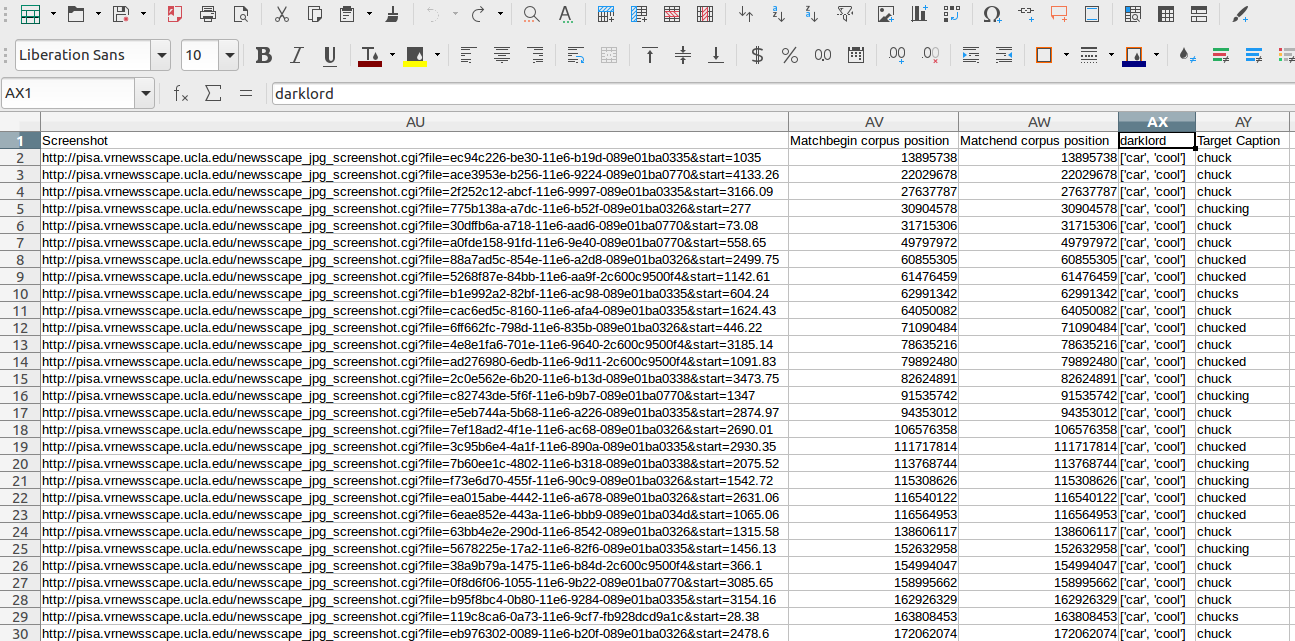 Liberation Sans 10 B I U T $ % 0.0 .00 .00
AX1 fx Σ = darklord
AU AV AW AX AY
1 Screenshot Matchbegin corpus position Matchend corpus position darklord Target Caption
2 http://pisa.vrnewsscape.ucla.edu/newsscape_jpg_screenshot.cgi?file=ec94c226-be30-11e6-b19d-089e01ba0335&start=1035 13895738 13895738 ['car', 'cool'] chuck
3 http://pisa.vrnewsscape.ucla.edu/newsscape_jpg_screenshot.cgi?file=ace3953e-b256-11e6-9224-089e01ba0770&start=4133.26 22029678 22029678 ['car', 'cool'] chuck
4 http://pisa.vrnewsscape.ucla.edu/newsscape_jpg_screenshot.cgi?file=2f252c12-abcf-11e6-9997-089e01ba0335&start=3166.09 27637787 27637787 ['car', 'cool'] chuck
5 http://pisa.vrnewsscape.ucla.edu/newsscape_jpg_screenshot.cgi?file=775b138a-a7dc-11e6-b52f-089e01ba0326&start=277 30904578 30904578 ['car', 'cool'] chucking
6 http://pisa.vrnewsscape.ucla.edu/newsscape_jpg_screenshot.cgi?file=30dffb6a-a718-11e6-aad6-089e01ba0770&start=73.08 31715306 31715306 ['car', 'cool'] chuck
7 http://pisa.vrnewsscape.ucla.edu/newsscape_jpg_screenshot.cgi?file=a0fde158-91fd-11e6-9e40-089e01ba0770&start=558.65 49797972 49797972 ['car', 'cool'] chuck
8 http://pisa.vrnewsscape.ucla.edu/newsscape_jpg_screenshot.cgi?file=88a7ad5c-854e-11e6-a2d8-089e01ba0326&start=2499.75 60855305 60855305 ['car', 'cool'] chucked
9 http://pisa.vrnewsscape.ucla.edu/newsscape_jpg_screenshot.cgi?file=5268f87e-84bb-11e6-aa9f-2c600c9500f4&start=1142.61 61476459 61476459 ['car', 'cool'] chucked
10 http://pisa.vrnewsscape.ucla.edu/newsscape_jpg_screenshot.cgi?file=b1e992a2-82bf-11e6-ac98-089e01ba0335&start=604.24 62991342 62991342 ['car', 'cool'] chucks
11 http://pisa.vrnewsscape.ucla.edu/newsscape_jpg_screenshot.cgi?file=cac6ed5c-8160-11e6-afa4-089e01ba0335&start=1624.43 64050082 64050082 ['car', 'cool'] chuck
12 http://pisa.vrnewsscape.ucla.edu/newsscape_jpg_screenshot.cgi?file=6ff662fc-798d-11e6-835b-089e01ba0326&start=446.22 71090484 71090484 ['car', 'cool'] chucked
13 http://pisa.vrnewsscape.ucla.edu/newsscape_jpg_screenshot.cgi?file=4e8e1fa6-701e-11e6-9640-2c600c9500f4&start=3185.14 78635216 78635216 ['car', 'cool'] chuck
14 http://pisa.vrnewsscape.ucla.edu/newsscape_jpg_screenshot.cgi?file=ad276980-6edb-11e6-9d11-2c600c9500f4&start=1091.83 79892480 79892480 ['car', 'cool'] chucked
15 http://pisa.vrnewsscape.ucla.edu/newsscape_jpg_screenshot.cgi?file=2c0e562e-6b20-11e6-b13d-089e01ba0338&start=3473.75 82624891 82624891 ['car', 'cool'] chuck
16 http://pisa.vrnewsscape.ucla.edu/newsscape_jpg_screenshot.cgi?file=c82743de-5f6f-11e6-b9b7-089e01ba0770&start=1347 91535742 91535742 ['car', 'cool'] chucking
17 http://pisa.vrnewsscape.ucla.edu/newsscape_jpg_screenshot.cgi?file=e5eb744a-5b68-11e6-a226-089e01ba0335&start=2874.97 94353012 94353012 ['car', 'cool'] chuck
18 http://pisa.vrnewsscape.ucla.edu/newsscape_jpg_screenshot.cgi?file=7ef18ad2-4f1e-11e6-ac68-089e01ba0326&start=2690.01 106576358 106576358 ['car', 'cool'] chuck
19 http://pisa.vrnewsscape.ucla.edu/newsscape_jpg_screenshot.cgi?file=3c95b6e4-4a1f-11e6-890a-089e01ba0335&start=2930.35 111717814 111717814 ['car', 'cool'] chucked
20 http://pisa.vrnewsscape.ucla.edu/newsscape_jpg_screenshot.cgi?file=7b60ee1c-4802-11e6-b318-089e01ba0338&start=2075.52 113768744 113768744 ['car', 'cool'] chucking
21 http://pisa.vrnewsscape.ucla.edu/newsscape_jpg_screenshot.cgi?file=f73e6d70-455f-11e6-90c9-089e01ba0326&start=1542.72 115308626 115308626 ['car', 'cool'] chucking
22 http://pisa.vrnewsscape.ucla.edu/newsscape_jpg_screenshot.cgi?file=ea015abe-4442-11e6-a678-089e01ba0326&start=2631.06 116540122 116540122 ['car', 'cool'] chucked
23 http://pisa.vrnewsscape.ucla.edu/newsscape_jpg_screenshot.cgi?file=6eae852e-443a-11e6-bbb9-089e01ba034d&start=1065.06 116564953 116564953 ['car', 'cool'] chucked
24 http://pisa.vrnewsscape.ucla.edu/newsscape_jpg_screenshot.cgi?file=63bb4e2e-290d-11e6-8542-089e01ba0326&start=1315.58 138606117 138606117 ['car', 'cool'] chuck
25 http://pisa.vrnewsscape.ucla.edu/newsscape_jpg_screenshot.cgi?file=5678225e-17a2-11e6-82f6-089e01ba0335&start=1456.13 152632958 152632958 ['car', 'cool'] chucking
26 http://pisa.vrnewsscape.ucla.edu/newsscape_jpg_screenshot.cgi?file=38a9b79a-1475-11e6-b84d-2c600c9500f4&start=366.1 154994047 154994047 ['car', 'cool'] chuck
27 http://pisa.vrnewsscape.ucla.edu/newsscape_jpg_screenshot.cgi?file=0f8d6f06-1055-11e6-9b22-089e01ba0770&start=3085.65 158995662 158995662 ['car', 'cool'] chuck
28 http://pisa.vrnewsscape.ucla.edu/newsscape_jpg_screenshot.cgi?file=b95f8bc4-0b80-11e6-9284-089e01ba0335&start=3154.16 162926329 162926329 ['car', 'cool'] chuck
29 http://pisa.vrnewsscape.ucla.edu/newsscape_jpg_screenshot.cgi?file=119c8ca6-0a73-11e6-9cf7-fb928dcd9a1c&start=28.38 163808453 163808453 ['car', 'cool'] chucks
30 http://pisa.vrnewsscape.ucla.edu/newsscape_jpg_screenshot.cgi?file=eb976302-0089-11e6-b20f-089e01ba0326&start=2478.6 172062074 172062074 ['car', 'cool'] chuck